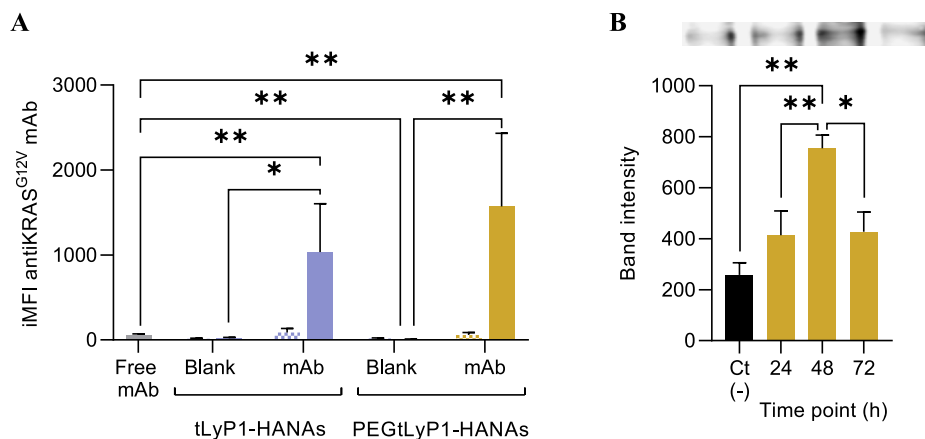 A
iMFI antiKRAS^G12V mAb
3000
2000
1000
0
**
**
**
**
*
Free
mAb
Blank
mAb
Blank
mAb
tLyP1-HANAs
PEGtLyP1-HANAs
B
Band intensity
1000
800
600
400
200
0
**
**
*
Ct
(-)
24
48
72
Time point (h)